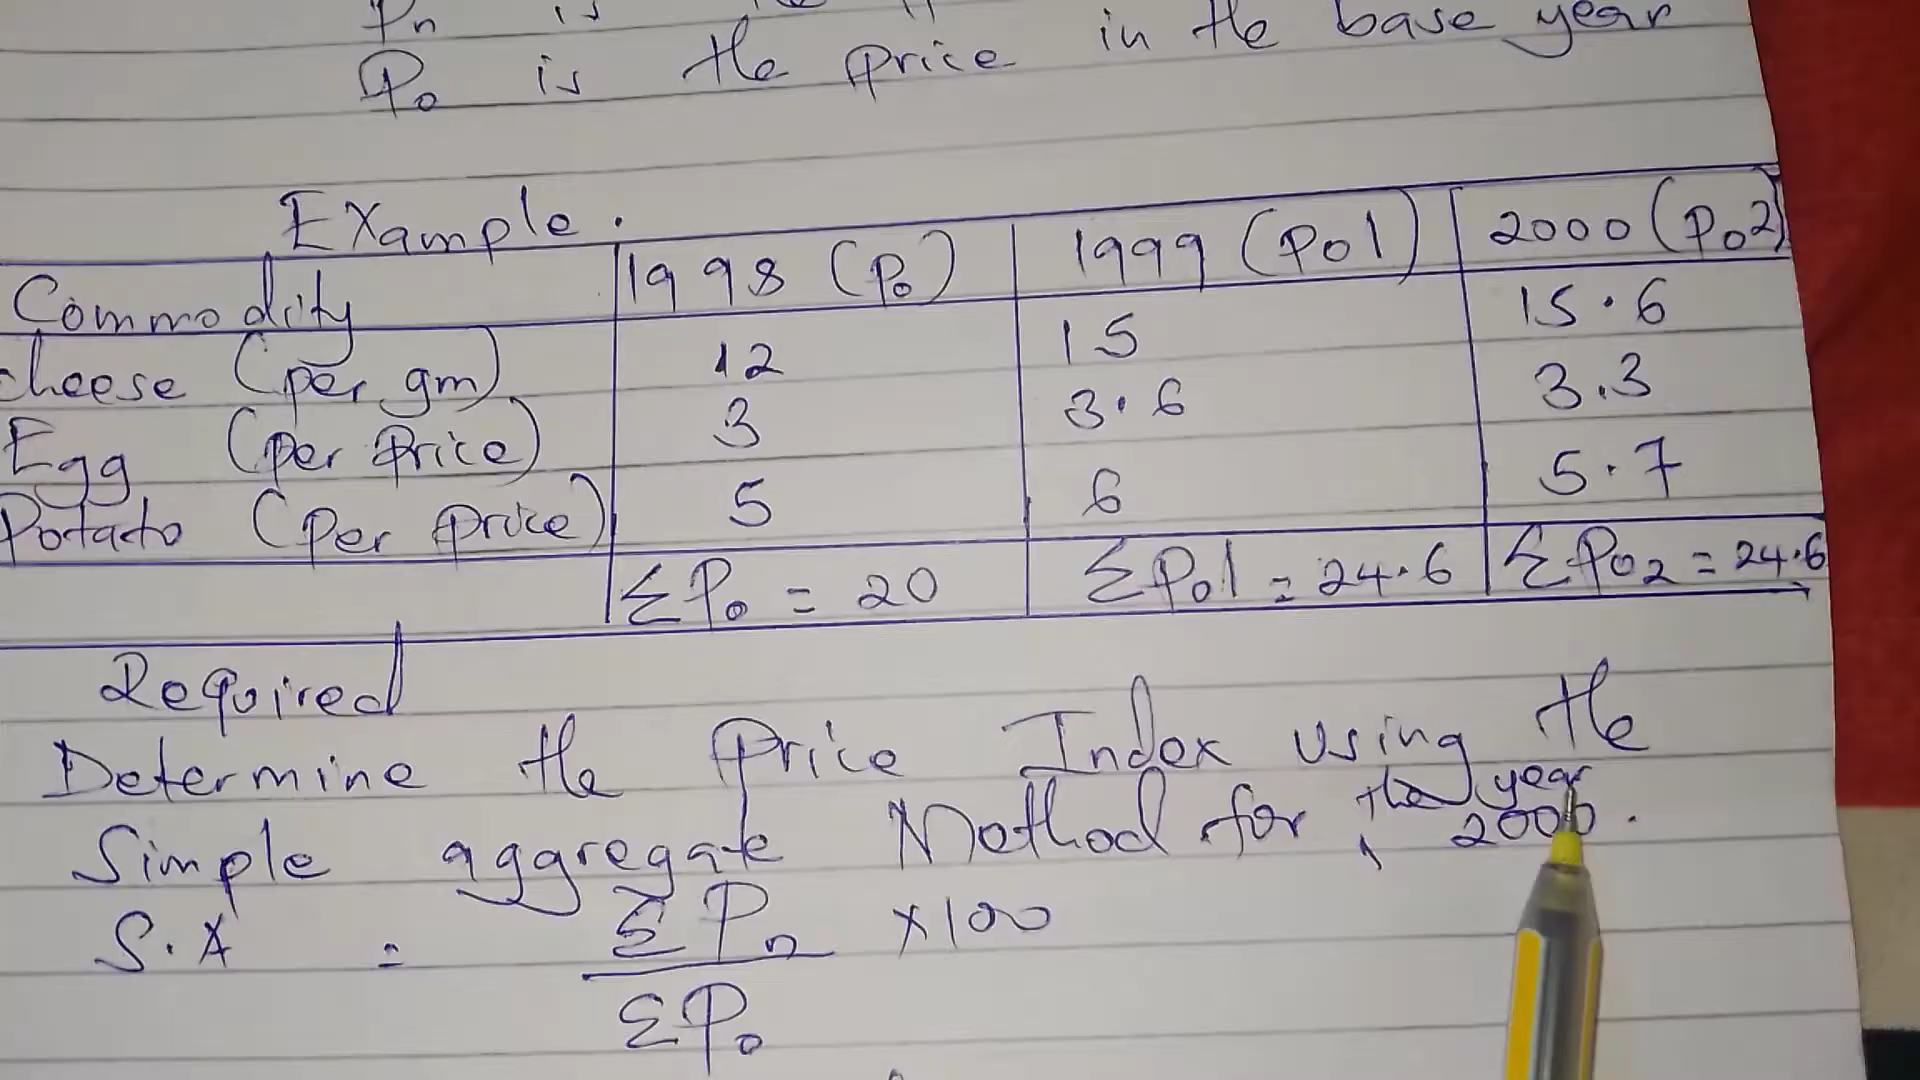 Pn is
Po is the price in the base year
Example.
Commodity 1998 (Po) 1999 (Po1) 2000 (Po2)
cheese (per gm) 12 15 15.6
Egg (per price) 3 3.6 3.3
Potato (per price) 5 6 5.7
ΣPo = 20 ΣPo1 = 24.6 ΣPo2 = 24.6
Required
Determine the price Index using the
Simple aggregate Method for the year 2000.
S.A = ΣPn/ΣPo ×100